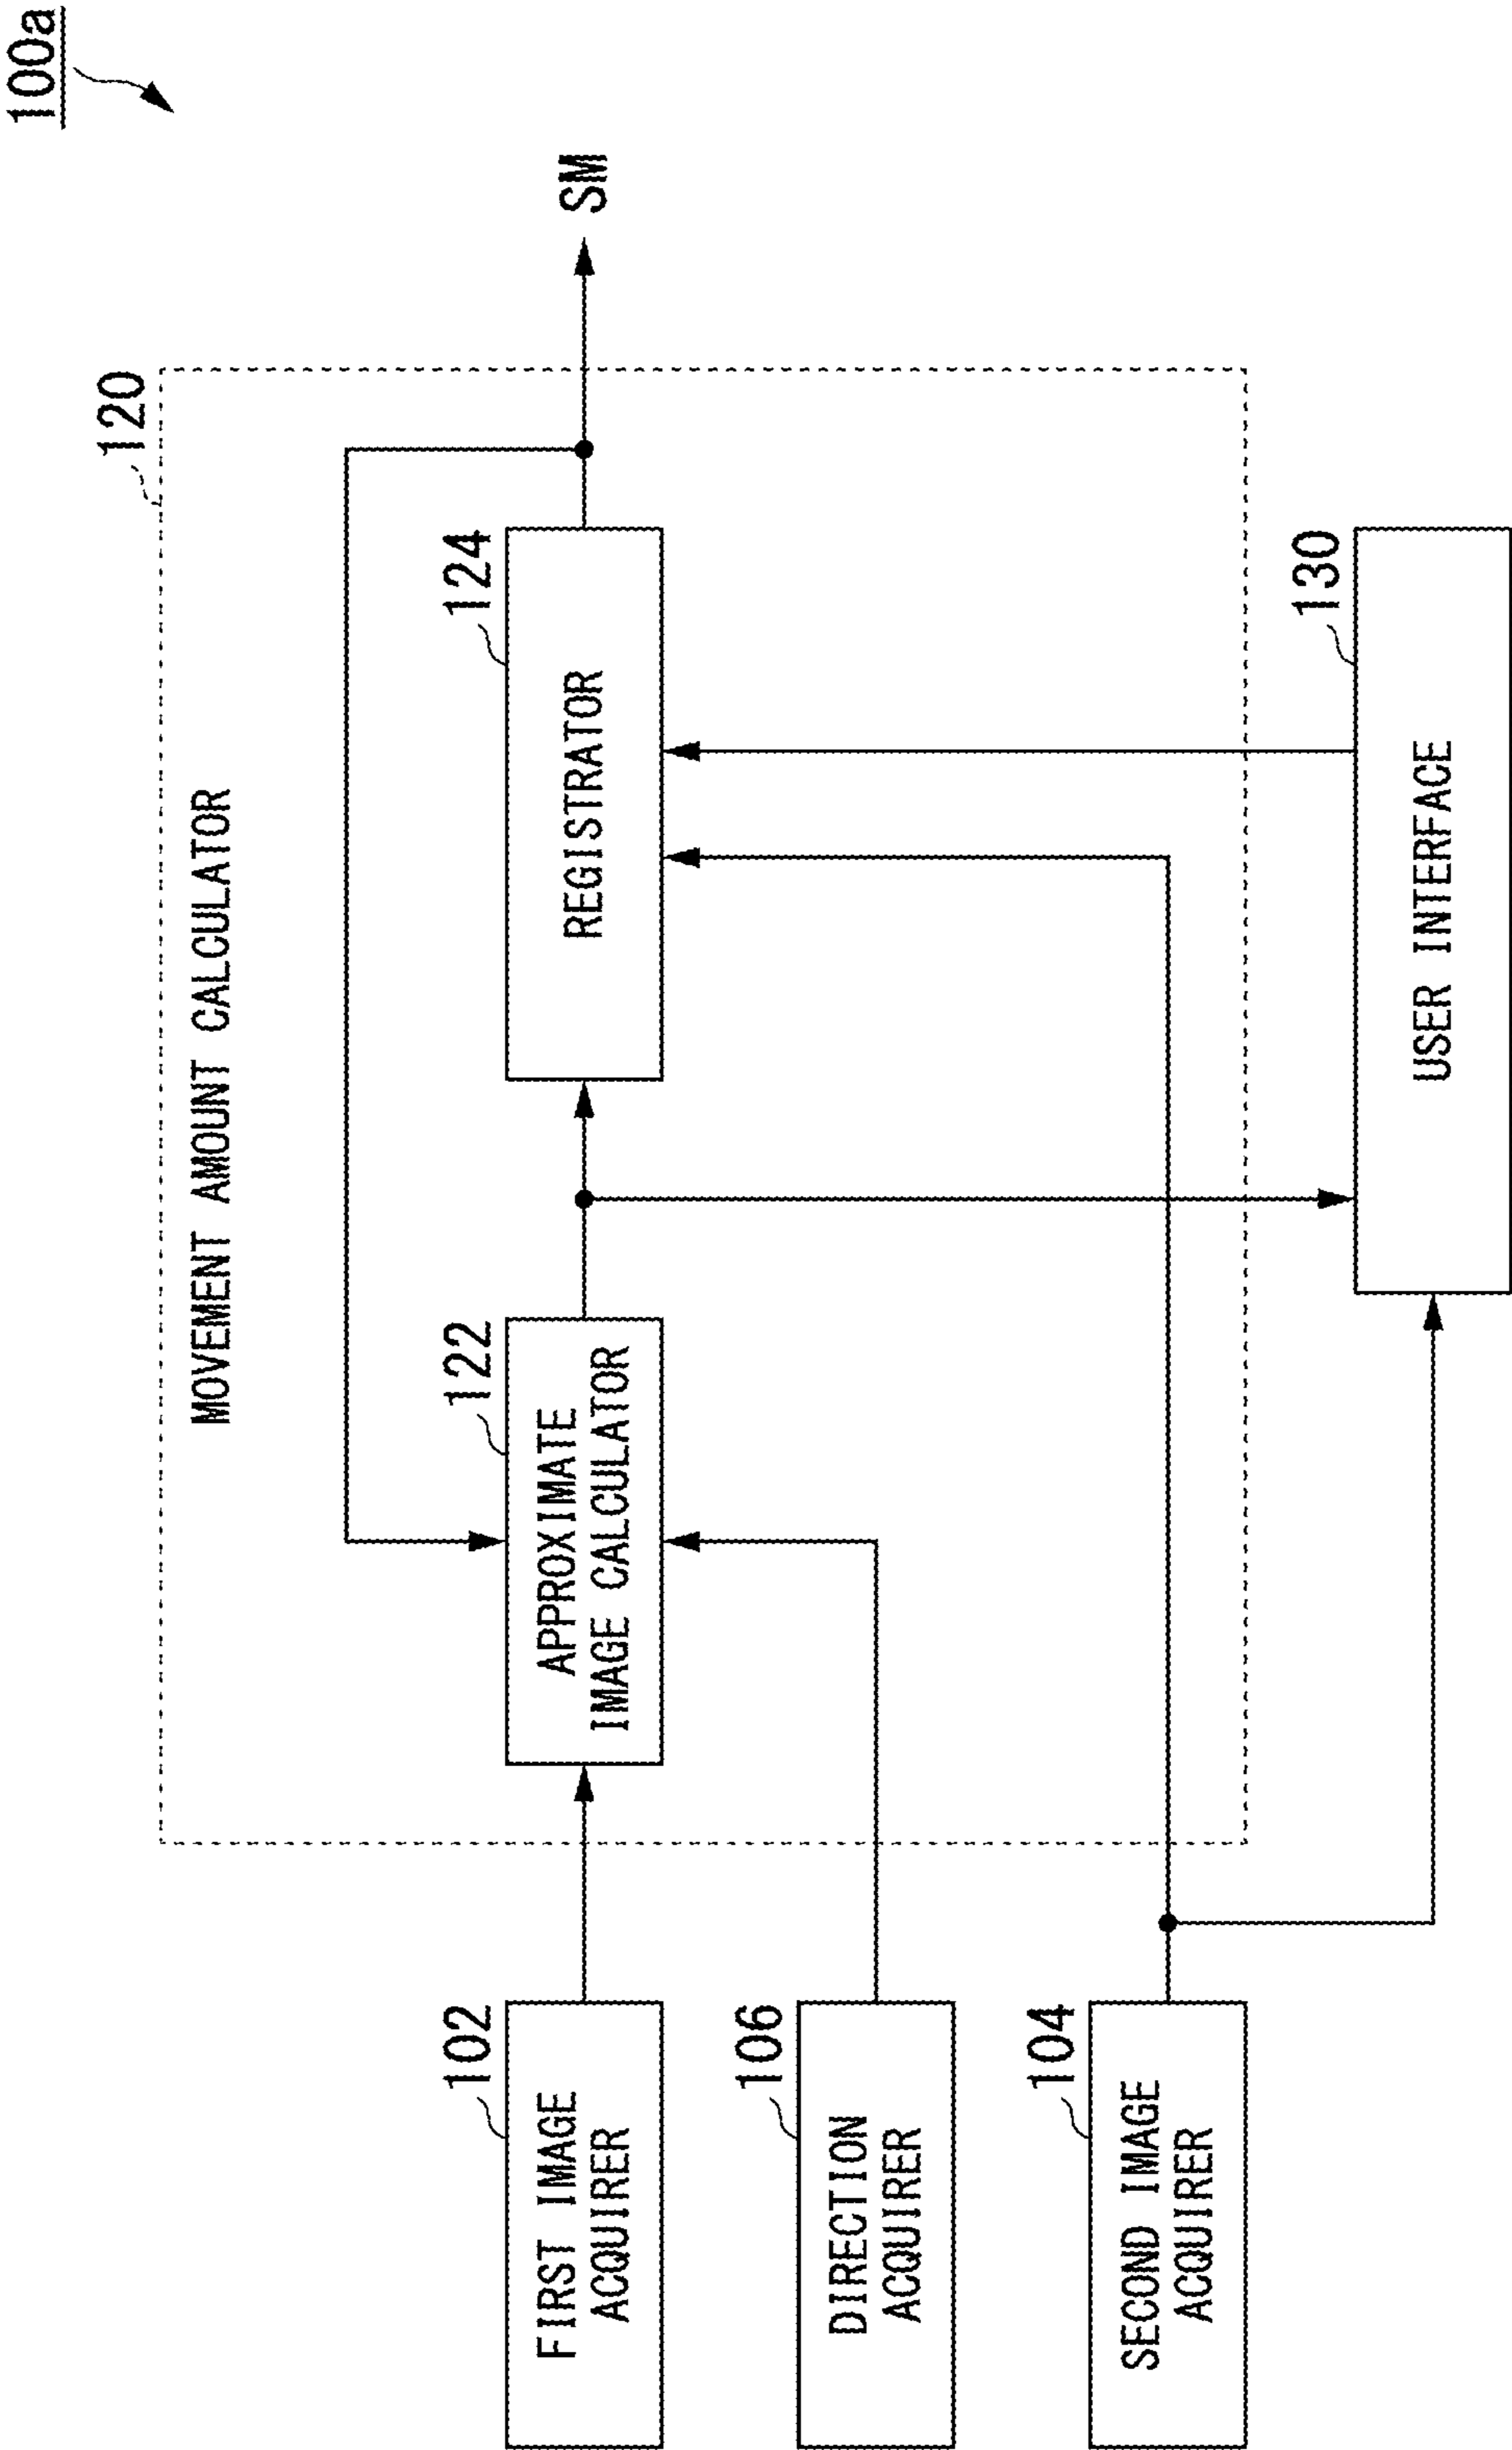 100a
120
MOVEMENT AMOUNT CALCULATOR
102
FIRST IMAGE
ACQUIRER
122
APPROXIMATE
IMAGE CALCULATOR
124
REGISTRATOR
SM
106
DIRECTION
ACQUIRER
104
SECOND IMAGE
ACQUIRER
130
USER INTERFACE